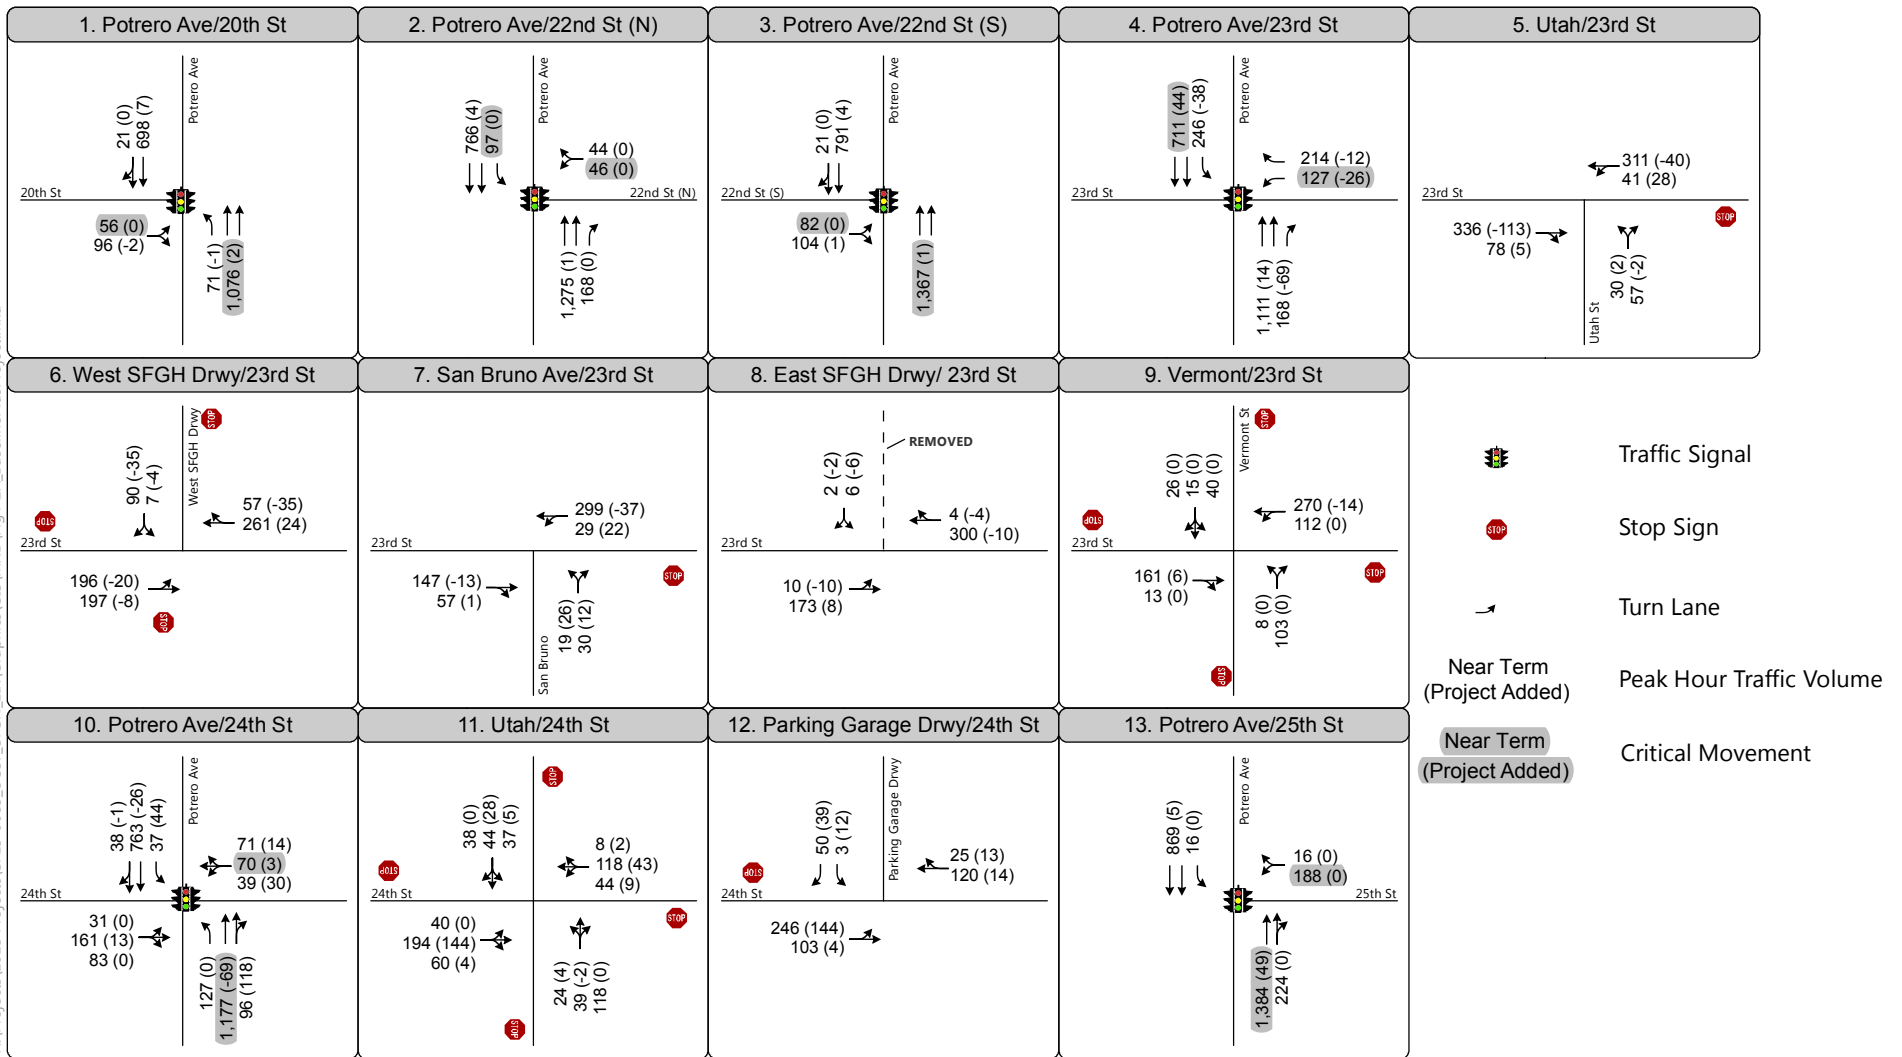 1. Potrero Ave/20th St
21 (0)
698 (7)
Potrero Ave
20th St
56 (0)
96 (-2)
71 (-1)
1,076 (2)
2. Potrero Ave/22nd St (N)
766 (4)
97 (0)
Potrero Ave
44 (0)
46 (0)
22nd St (N)
1,275 (1)
168 (0)
3. Potrero Ave/22nd St (S)
21 (0)
791 (4)
Potrero Ave
22nd St (S)
82 (0)
104 (1)
1,367 (1)
4. Potrero Ave/23rd St
711 (44)
246 (-38)
Potrero Ave
214 (-12)
127 (-26)
23rd St
1,111 (14)
168 (-69)
5. Utah/23rd St
311 (-40)
41 (28)
23rd St
STOP
336 (-113)
78 (5)
30 (2)
57 (-2)
Utah St
6. West SFGH Drwy/23rd St
STOP
West SFGH Drwy
90 (-35)
7 (-4)
57 (-35)
261 (24)
STOP
23rd St
196 (-20)
197 (-8)
STOP
7. San Bruno Ave/23rd St
299 (-37)
29 (22)
23rd St
147 (-13)
57 (1)
STOP
19 (26)
30 (12)
San Bruno
8. East SFGH Drwy/ 23rd St
REMOVED
2 (-2)
6 (-6)
4 (-4)
300 (-10)
23rd St
10 (-10)
173 (8)
9. Vermont/23rd St
STOP
Vermont St
26 (0)
15 (0)
40 (0)
270 (-14)
112 (0)
STOP
23rd St
161 (6)
13 (0)
STOP
8 (0)
103 (0)
STOP
Traffic Signal
STOP
Stop Sign
Turn Lane
Near Term
(Project Added)
Peak Hour Traffic Volume
Near Term
(Project Added)
Critical Movement
10. Potrero Ave/24th St
38 (-1)
763 (-26)
37 (44)
Potrero Ave
71 (14)
70 (3)
39 (30)
24th St
31 (0)
161 (13)
83 (0)
127 (0)
1,177 (-69)
96 (118)
11. Utah/24th St
STOP
38 (0)
44 (28)
37 (5)
8 (2)
118 (43)
44 (9)
STOP
24th St
STOP
40 (0)
194 (144)
60 (4)
24 (4)
39 (-2)
118 (0)
STOP
12. Parking Garage Drwy/24th St
50 (39)
3 (12)
Parking Garage Drwy
25 (13)
120 (14)
STOP
24th St
246 (144)
103 (4)
13. Potrero Ave/25th St
869 (5)
16 (0)
Potrero Ave
16 (0)
188 (0)
25th St
1,384 (49)
224 (0)